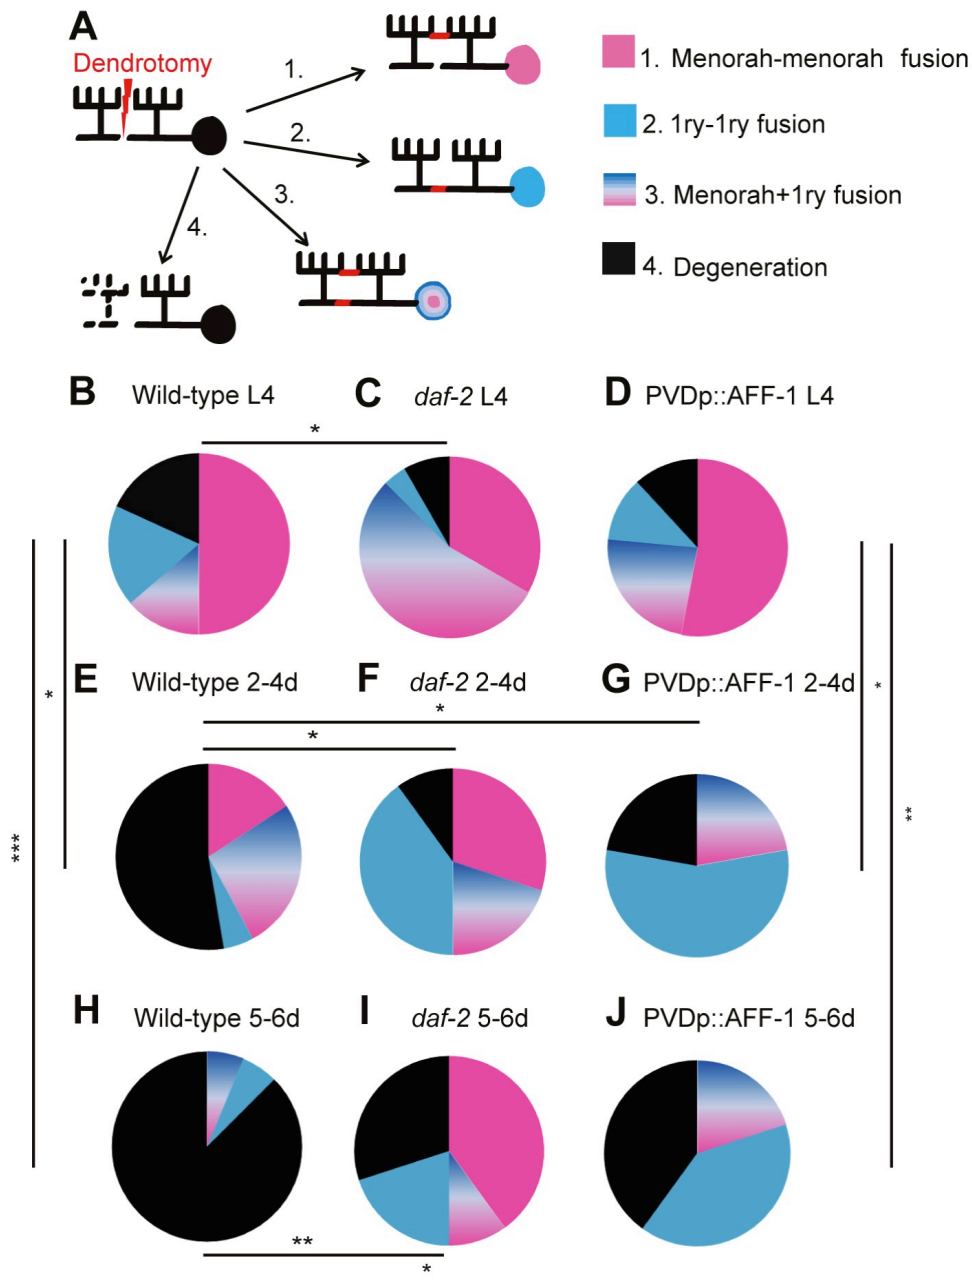 A
Dendrotomy
1.
2.
3.
4.
1. Menorah-menorah fusion
2. 1ry-1ry fusion
3. Menorah+1ry fusion
4. Degeneration
B Wild-type L4
C daf-2 L4
D PVDp::AFF-1 L4
*
E Wild-type 2-4d
F daf-2 2-4d
G PVDp::AFF-1 2-4d
*
*
*
*
***
**
H Wild-type 5-6d
I daf-2 5-6d
J PVDp::AFF-1 5-6d
**
*